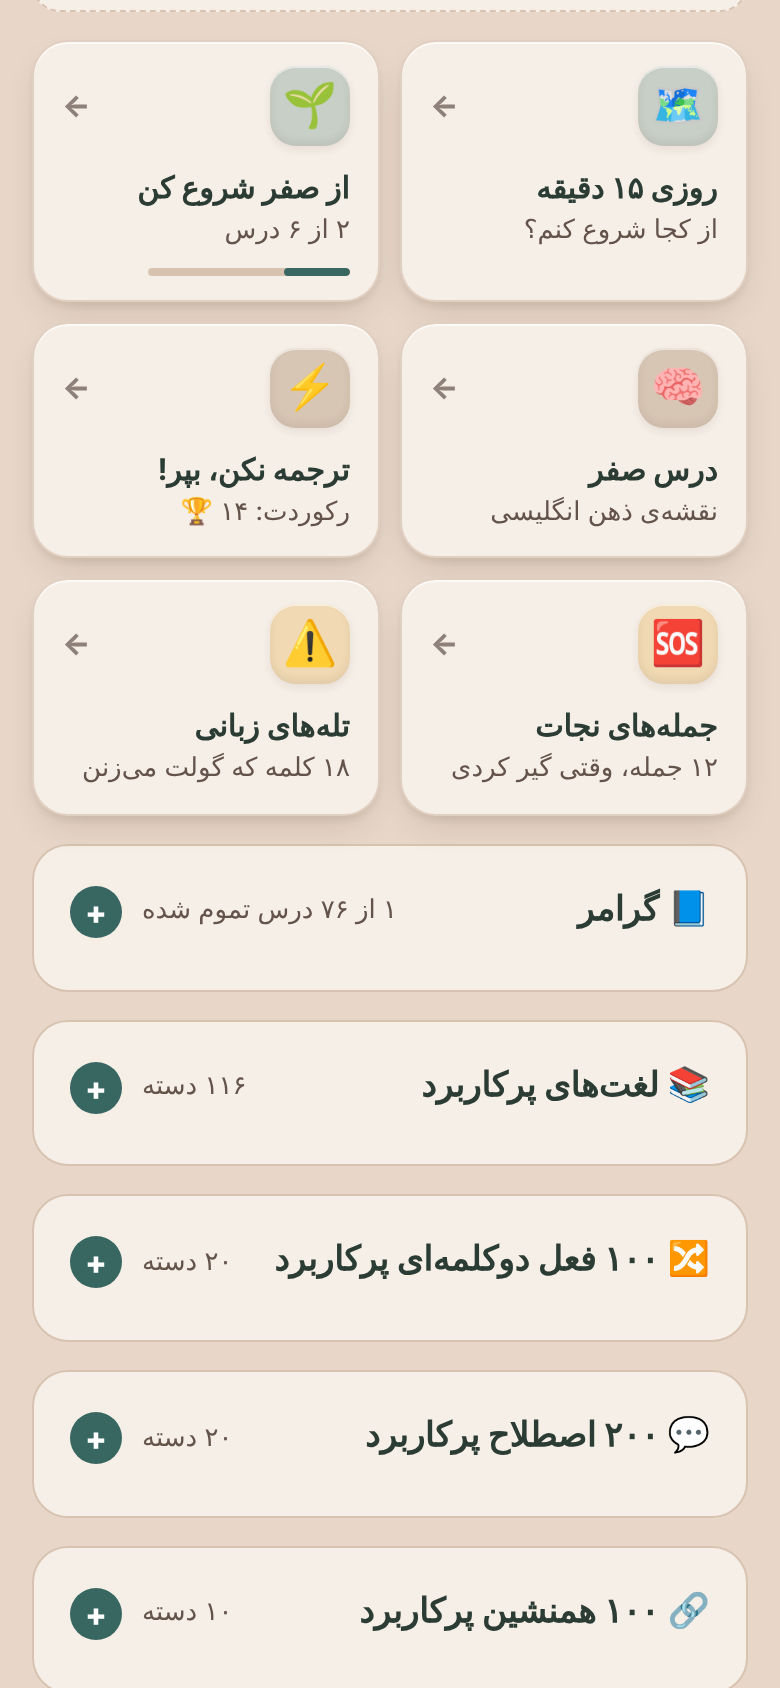 روزی ۱۵ دقیقه
از کجا شروع کنم؟
از صفر شروع کن
۲ از ۶ درس
درس صفر
نقشه‌ی ذهن انگلیسی
ترجمه نکن، بپر!
رکوردت: ۱۴ 🏆
SOS
جمله‌های نجات
۱۲ جمله، وقتی گیر کردی
تله‌های زبانی
۱۸ کلمه که گولت می‌زنن
📘 گرامر ۱ از ۷۶ درس تموم شده
📚 لغت‌های پرکاربرد ۱۱۶ دسته
🔀 ۱۰۰ فعل دوکلمه‌ای پرکاربرد ۲۰ دسته
💬 ۲۰۰ اصطلاح پرکاربرد ۲۰ دسته
🔗 ۱۰۰ همنشین پرکاربرد ۱۰ دسته